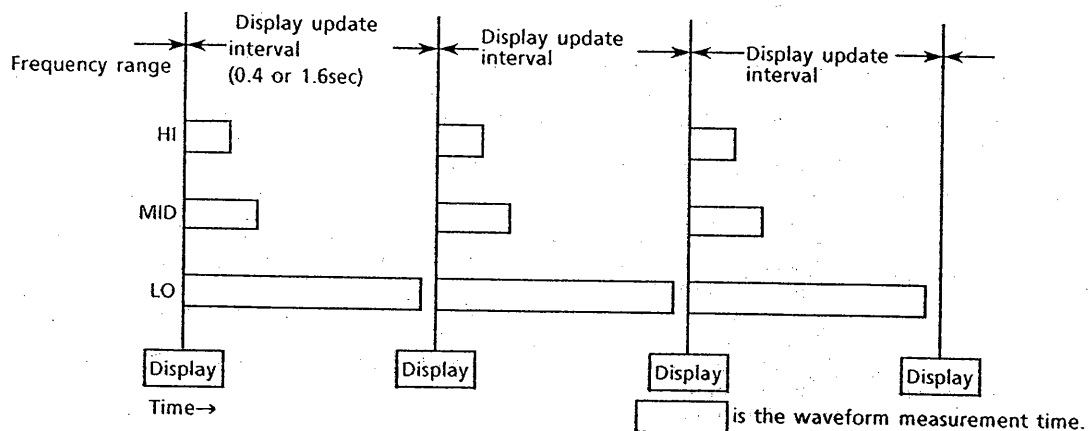 Display update
interval
(0.4 or 1.6sec)
Display update
interval
Display update
interval
Frequency range
HI
MID
LO
Display
Display
Display
Display
Time→
is the waveform measurement time.